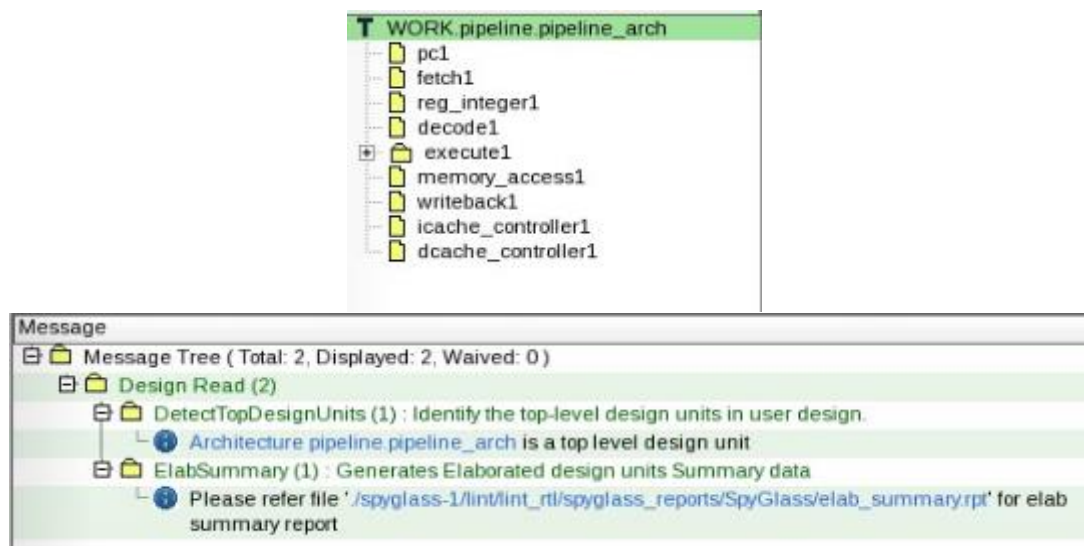 T WORK.pipeline.pipeline_arch
pc1
fetch1
reg_integer1
decode1
execute1
memory_access1
writeback1
icache_controller1
dcache_controller1
Message
Message Tree ( Total: 2, Displayed: 2, Waived: 0 )
Design Read (2)
DetectTopDesignUnits (1) : Identify the top-level design units in user design.
Architecture pipeline.pipeline_arch is a top level design unit
ElabSummary (1) : Generates Elaborated design units Summary data
Please refer file './spyglass-1/lint/lint_rtl/spyglass_reports/SpyGlass/elab_summary.rpt' for elab
summary report